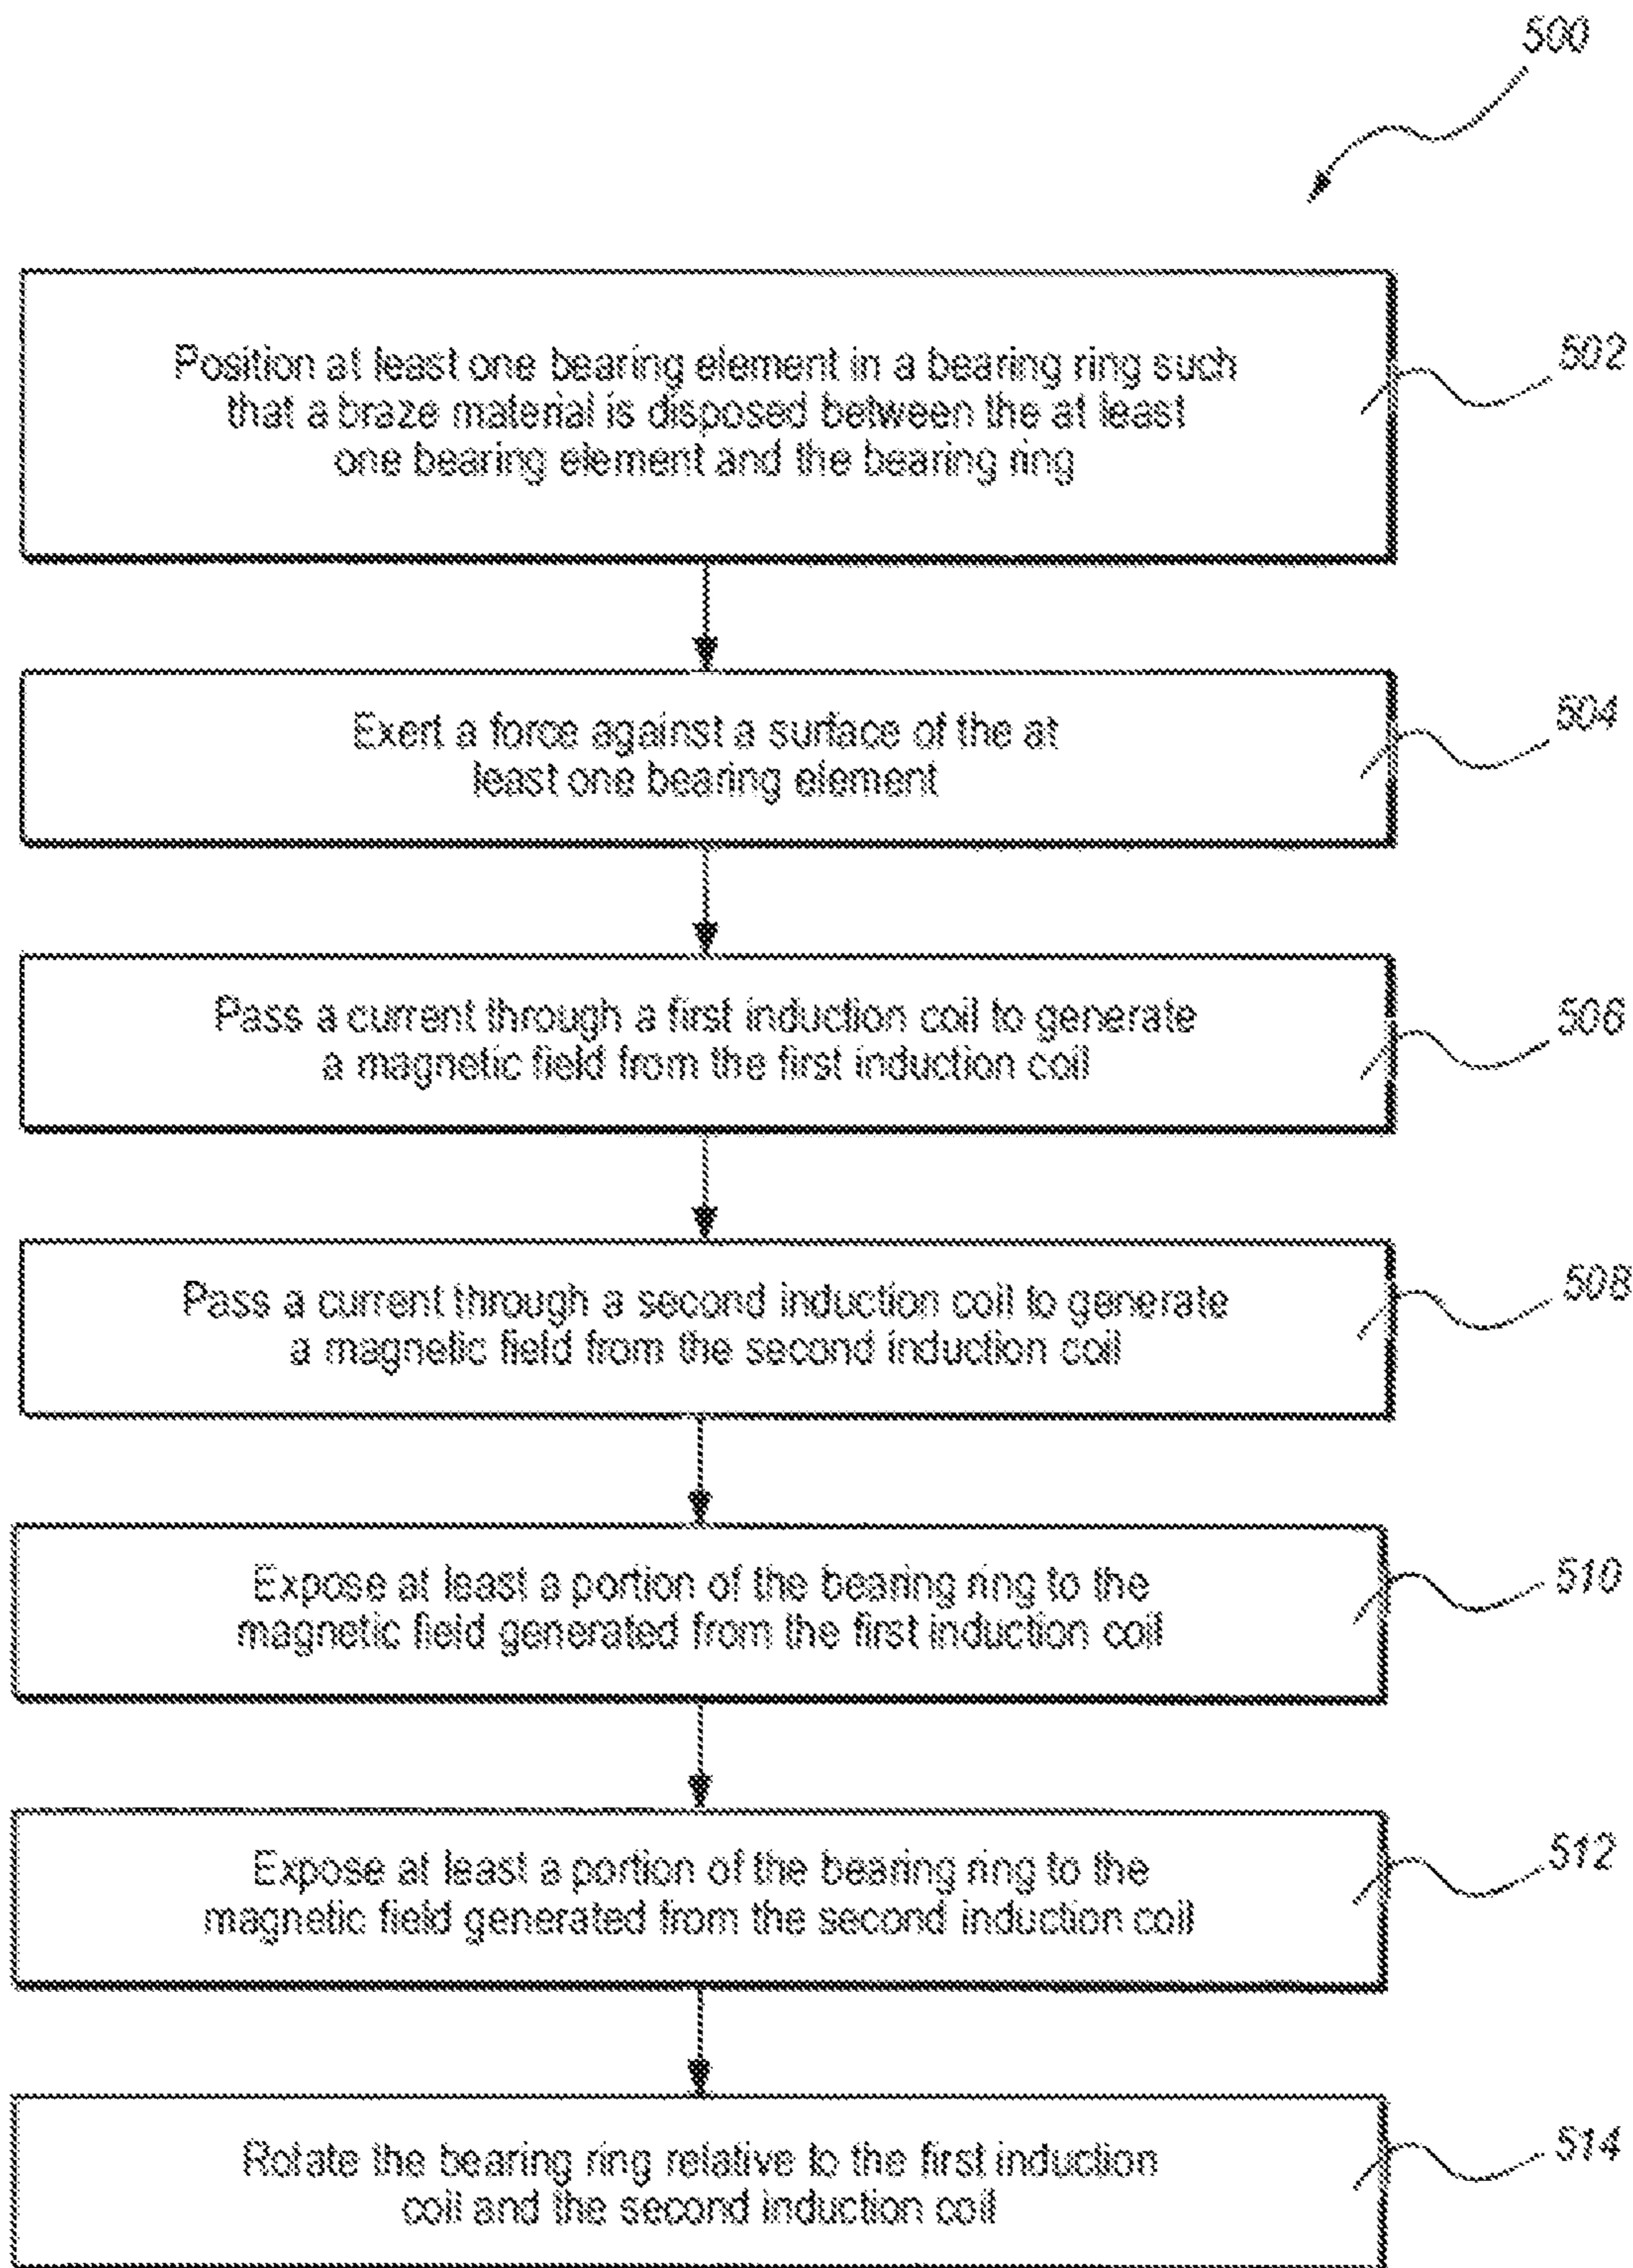 500
Position at least one bearing element in a bearing ring such
that a braze material is disposed between the at least
one bearing element and the bearing ring
502
Exert a force against a surface of the at
least one bearing element
504
Pass a current through a first induction coil to generate
a magnetic field from the first induction coil
506
Pass a current through a second induction coil to generate
a magnetic field from the second induction coil
508
Expose at least a portion of the bearing ring to the
magnetic field generated from the first induction coil
510
Expose at least a portion of the bearing ring to the
magnetic field generated from the second induction coil
512
Rotate the bearing ring relative to the first induction
coil and the second induction coil
514